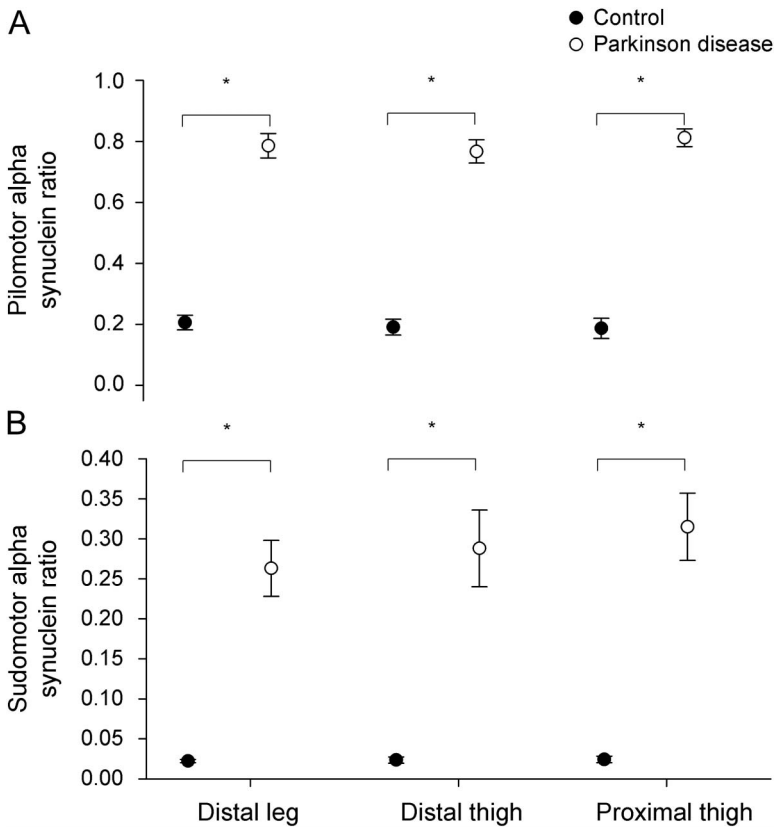 A
Control
Parkinson disease
Pilomotor alpha
synuclein ratio
1.0
0.8
0.6
0.4
0.2
0.0
*
*
*
B
Sudomotor alpha
synuclein ratio
0.40
0.35
0.30
0.25
0.20
0.15
0.10
0.05
0.00
*
*
*
Distal leg
Distal thigh
Proximal thigh